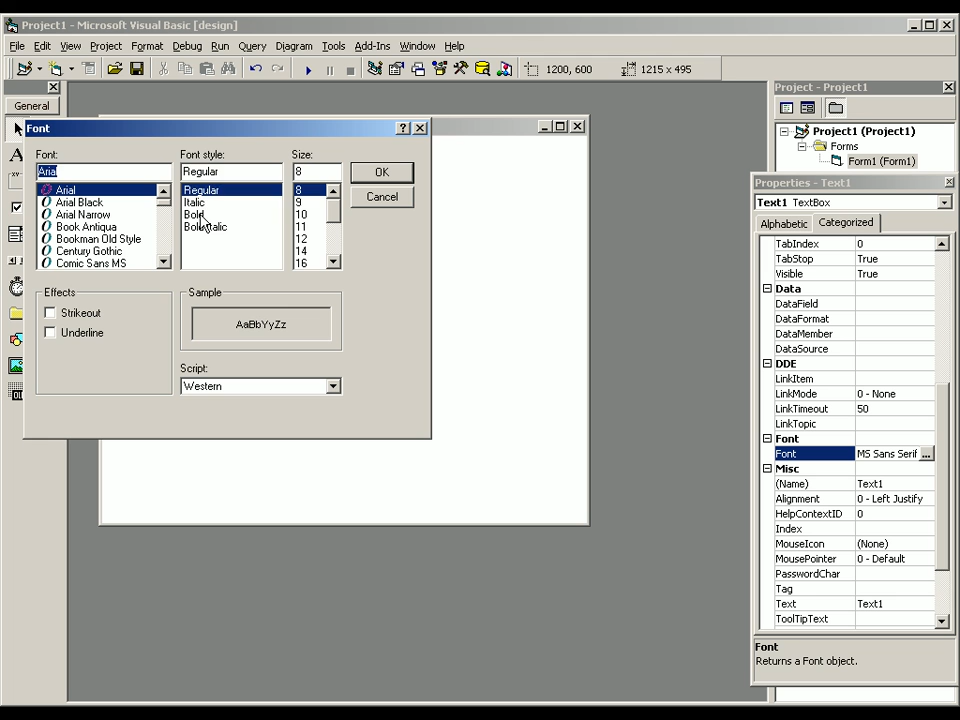 Project1 - Microsoft Visual Basic [design]
File Edit View Project Format Debug Run Query Diagram Tools Add-Ins Window Help
1200, 600 1215 x 495
General
A
Font
Font: Font style: Size:
Arial Regular 8
OK
Cancel
Arial
Arial Black
Arial Narrow
Book Antiqua
Bookman Old Style
Century Gothic
Comic Sans MS
Regular
Italic
Bold
Bold Italic
8
9
10
11
12
14
16
Effects
Strikeout
Underline
Sample
AaBbYyZz
Script:
Western
Project - Project1
Project1 (Project1)
Forms
Form1 (Form1)
Properties - Text1
Text1 TextBox
Alphabetic Categorized
TabIndex 0
TabStop True
Visible True
Data
DataField
DataFormat
DataMember
DataSource
DDE
LinkItem
LinkMode 0 - None
LinkTimeout 50
LinkTopic
Font
Font MS Sans Serif ...
Misc
(Name) Text1
Alignment 0 - Left Justify
HelpContextID 0
Index
MouseIcon (None)
MousePointer 0 - Default
PasswordChar
Tag
Text Text1
ToolTipText
Font
Returns a Font object.